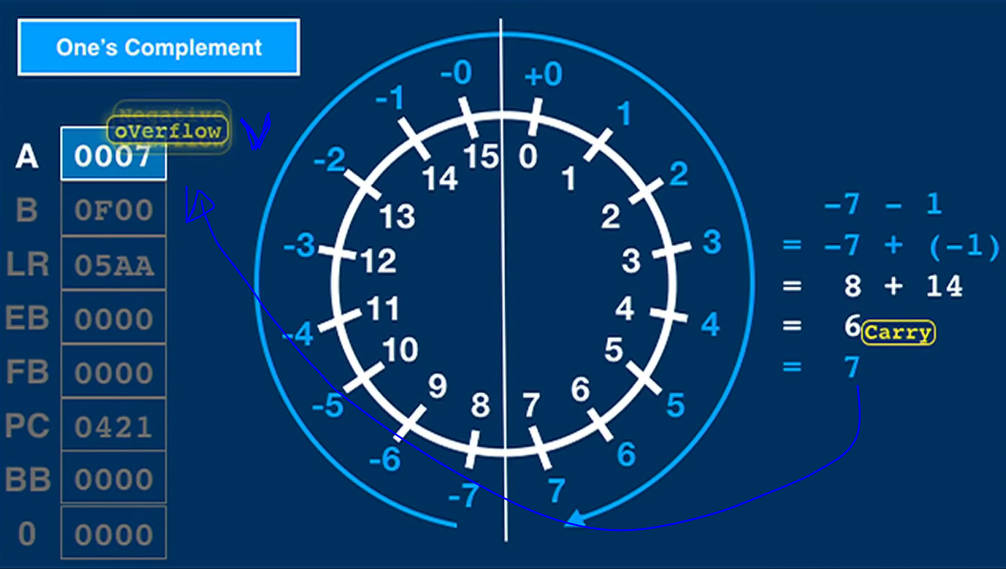 One's Complement
Negative
oVerflow
A 0007
B 0F00
LR 05AA
EB 0000
FB 0000
PC 0421
BB 0000
0 0000
-0 +0
-1 1
-2 2
-3 3
-4 4
-5 5
-6 6
-7 7
15 0
14 1
13 2
12 3
11 4
10 5
9 6
8 7
-7 - 1
= -7 + (-1)
= 8 + 14
= 6 Carry
= 7